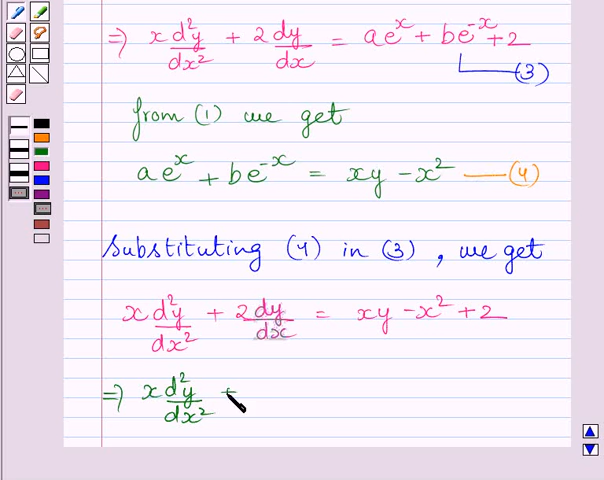 ⇒ x d²y/dx² + 2 dy/dx = ae^x + be^-x + 2
(3)
from (1) we get
ae^x + be^-x = xy - x² — (4)
Substituting (4) in (3), we get
x d²y/dx² + 2 dy/dx = xy - x² + 2
⇒ x d²y/dx²